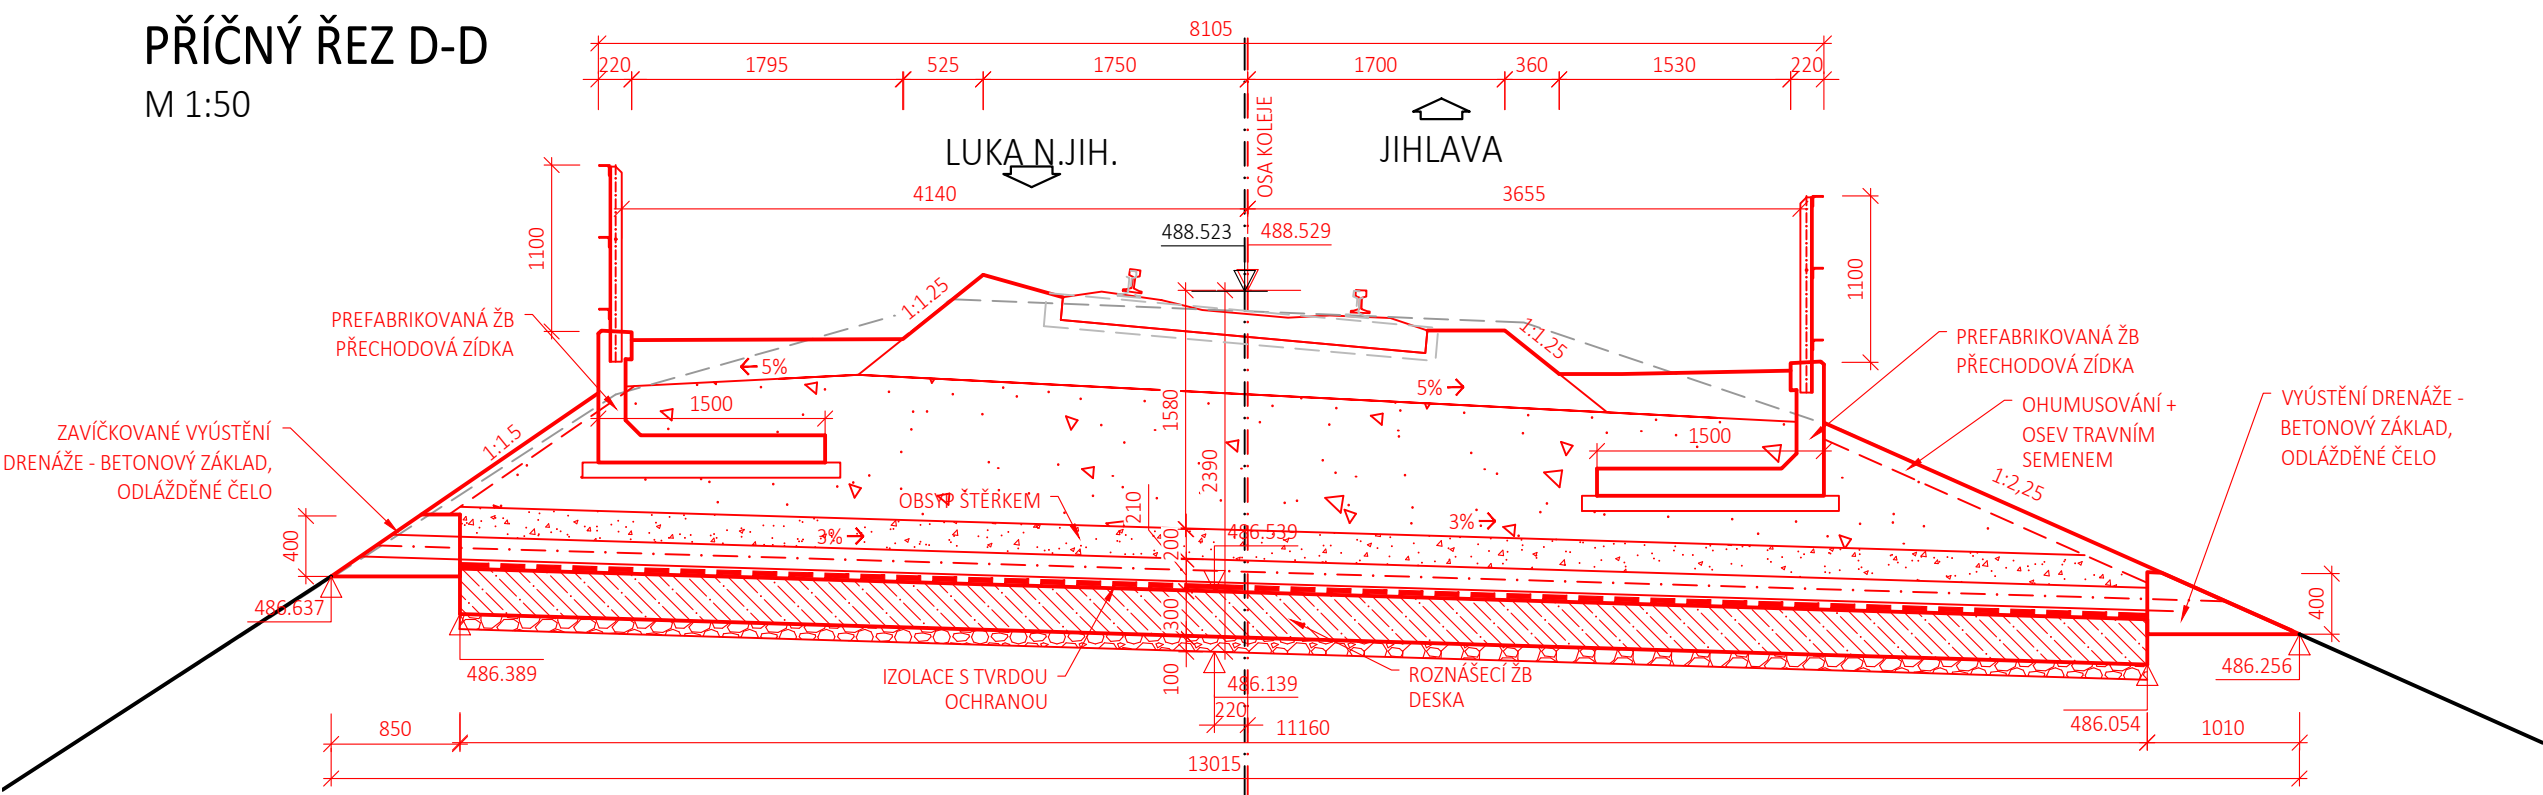 PŘÍČNÝ ŘEZ D-D
M 1:50
8105
220
1795
525
1750
1700
360
1530
220
OSA KOLEJE
LUKA N.JIH.
JIHLAVA
4140
3655
488.523
488.529
1100
1100
1:1.25
1:1.25
PREFABRIKOVANÁ ŽB
PŘECHODOVÁ ZÍDKA
PREFABRIKOVANÁ ŽB
PŘECHODOVÁ ZÍDKA
5%
5%
1500
1500
1580
2390
210
1:1.5
1:2,25
ZAVÍČKOVANÉ VYÚSTĚNÍ
DRENÁŽE - BETONOVÝ ZÁKLAD,
ODLÁŽDĚNÉ ČELO
OHUMUSOVÁNÍ +
OSEV TRAVNÍM
SEMENEM
VYÚSTĚNÍ DRENÁŽE -
BETONOVÝ ZÁKLAD,
ODLÁŽDĚNÉ ČELO
OBSYP ŠTĚRKEM
3%
3%
400
200
486.539
300
100
400
486.637
486.389
IZOLACE S TVRDOU
OCHRANOU
486.139
220
ROZNÁŠECÍ ŽB
DESKA
486.256
486.054
850
11160
1010
13015